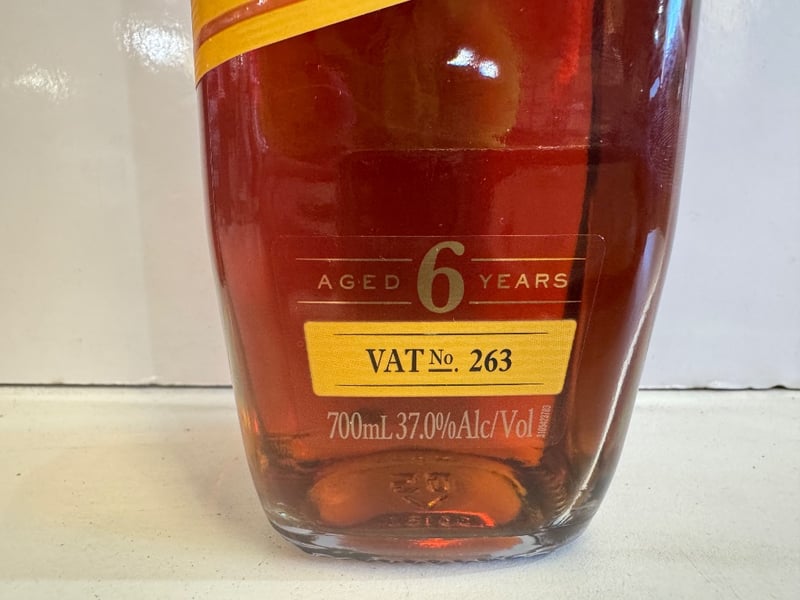 AGED 6 YEARS
VAT No. 263
700mL 37.0%Alc/Vol